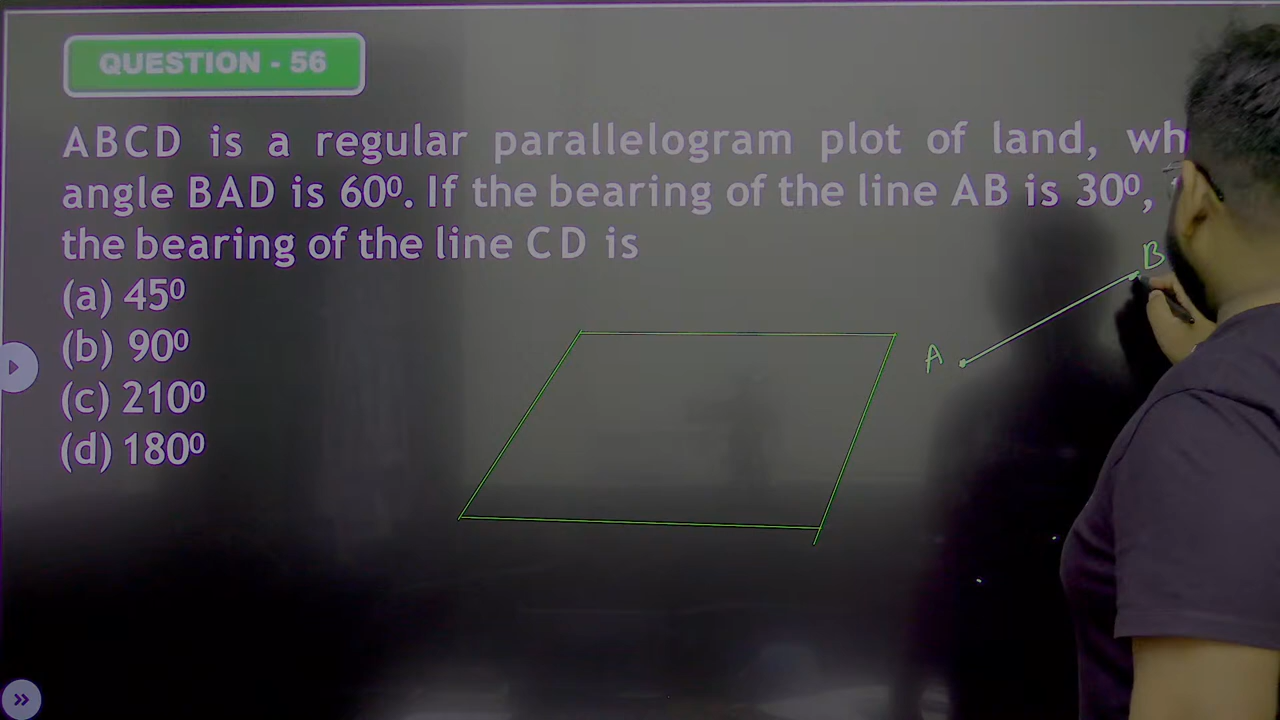 QUESTION - 56
ABCD is a regular parallelogram plot of land,
angle BAD is 60⁰. If the bearing of the line AB is 30⁰,
the bearing of the line CD is
(a) 45⁰
(b) 90⁰
(c) 210⁰
(d) 180⁰
A
B